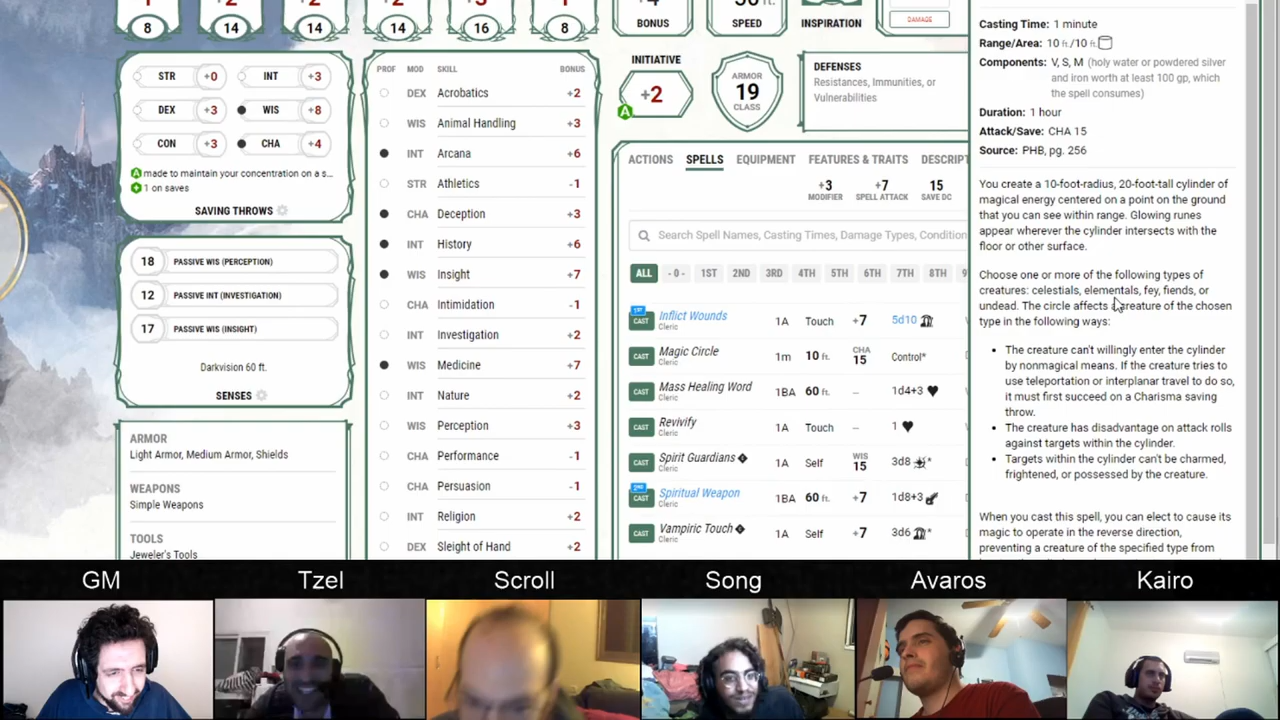 8
14
14
14
16
8
BONUS
SPEED
INSPIRATION
DAMAGE
STR +0
INT +3
DEX +3
WIS +8
CON +3
CHA +4
A made to maintain your concentration on a s...
1 on saves
SAVING THROWS
18 PASSIVE WIS (PERCEPTION)
12 PASSIVE INT (INVESTIGATION)
17 PASSIVE WIS (INSIGHT)
Darkvision 60 ft.
SENSES
ARMOR
Light Armor, Medium Armor, Shields
WEAPONS
Simple Weapons
TOOLS
Jeweler's Tools
PROF MOD SKILL BONUS
DEX Acrobatics +2
WIS Animal Handling +3
INT Arcana +6
STR Athletics -1
CHA Deception +3
INT History +6
WIS Insight +7
CHA Intimidation -1
INT Investigation +2
WIS Medicine +7
INT Nature +2
WIS Perception +3
CHA Performance -1
CHA Persuasion -1
INT Religion +2
DEX Sleight of Hand +2
INITIATIVE
+2
A
ARMOR
19
CLASS
DEFENSES
Resistances, Immunities, or
Vulnerabilities
ACTIONS SPELLS EQUIPMENT FEATURES & TRAITS DESCRIPT
+3 +7 15
MODIFIER SPELL ATTACK SAVE DC
Search Spell Names, Casting Times, Damage Types, Condition
ALL - 0 - 1ST 2ND 3RD 4TH 5TH 6TH 7TH 8TH 9
1ST
CAST Inflict Wounds 1A Touch +7 5d10
Cleric
CAST Magic Circle 1m 10 ft. CHA 15 Control*
Cleric
CAST Mass Healing Word 1BA 60 ft. -- 1d4+3
Cleric
CAST Revivify 1A Touch -- 1
Cleric
CAST Spirit Guardians 1A Self WIS 15 3d8 *
Cleric
2ND
CAST Spiritual Weapon 1BA 60 ft. +7 1d8+3
Cleric
CAST Vampiric Touch 1A Self +7 3d6 *
Cleric
Casting Time: 1 minute
Range/Area: 10 ft./10 ft.
Components: V, S, M (holy water or powdered silver
and iron worth at least 100 gp, which
the spell consumes)
Duration: 1 hour
Attack/Save: CHA 15
Source: PHB, pg. 256
You create a 10-foot-radius, 20-foot-tall cylinder of
magical energy centered on a point on the ground
that you can see within range. Glowing runes
appear wherever the cylinder intersects with the
floor or other surface.
Choose one or more of the following types of
creatures: celestials, elementals, fey, fiends, or
undead. The circle affects a creature of the chosen
type in the following ways:
• The creature can't willingly enter the cylinder
by nonmagical means. If the creature tries to
use teleportation or interplanar travel to do so,
it must first succeed on a Charisma saving
throw.
• The creature has disadvantage on attack rolls
against targets within the cylinder.
• Targets within the cylinder can't be charmed,
frightened, or possessed by the creature.
When you cast this spell, you can elect to cause its
magic to operate in the reverse direction,
preventing a creature of the specified type from
GM
Tzel
Scroll
Song
Avaros
Kairo